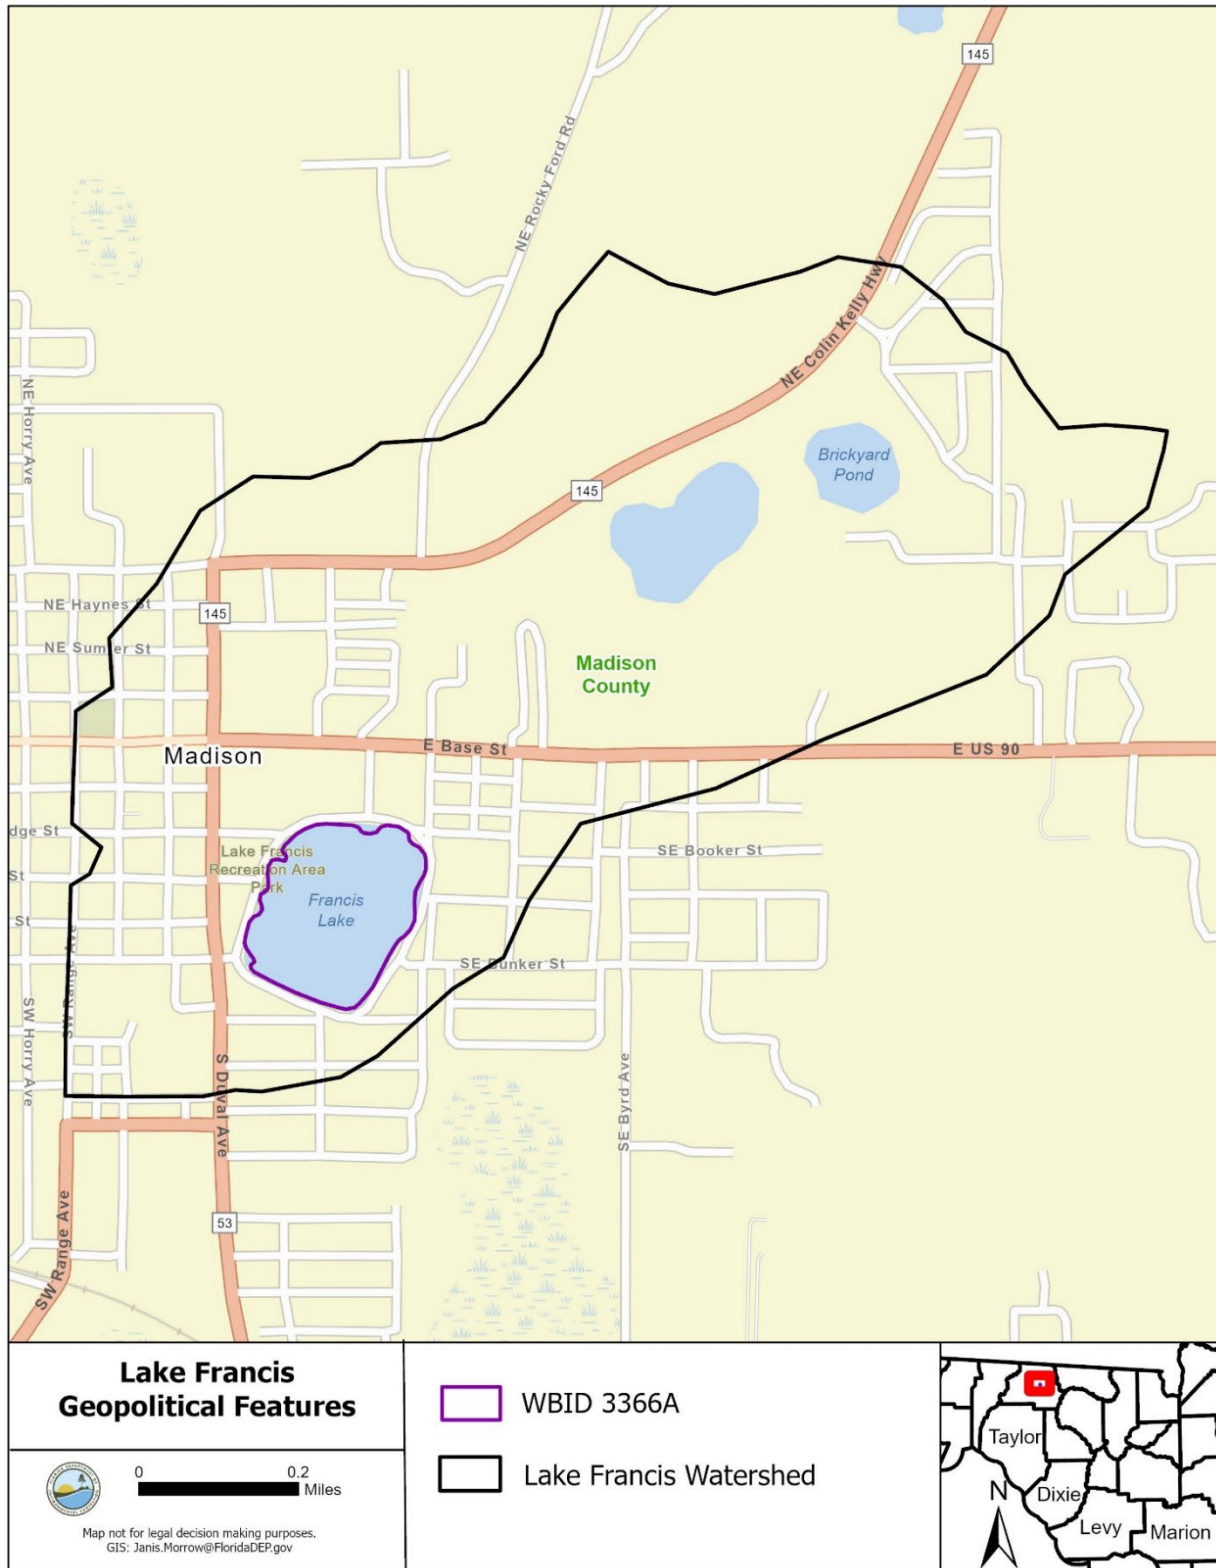 145
NE Rocky Ford Rd
NE Colin Kelly Hwy
NE Horry Ave
Brickyard
Pond
145
NE Haynes St
145
NE Sumter St
Madison
County
E Base St
E US 90
Madison
dge St
SE Booker St
Lake Francis
Recreation Area
Park
St
Francis
Lake
St
SE Bunker St
SW Range Ave
SW Horry Ave
S Duval Ave
SE Byrd Ave
SW Range Ave
53
Lake Francis
Geopolitical Features
0 0.2
Miles
Map not for legal decision making purposes.
GIS: Janis.Morrow@FloridaDEP.gov
WBID 3366A
Lake Francis Watershed
Taylor
N
Dixie
Levy
Marion